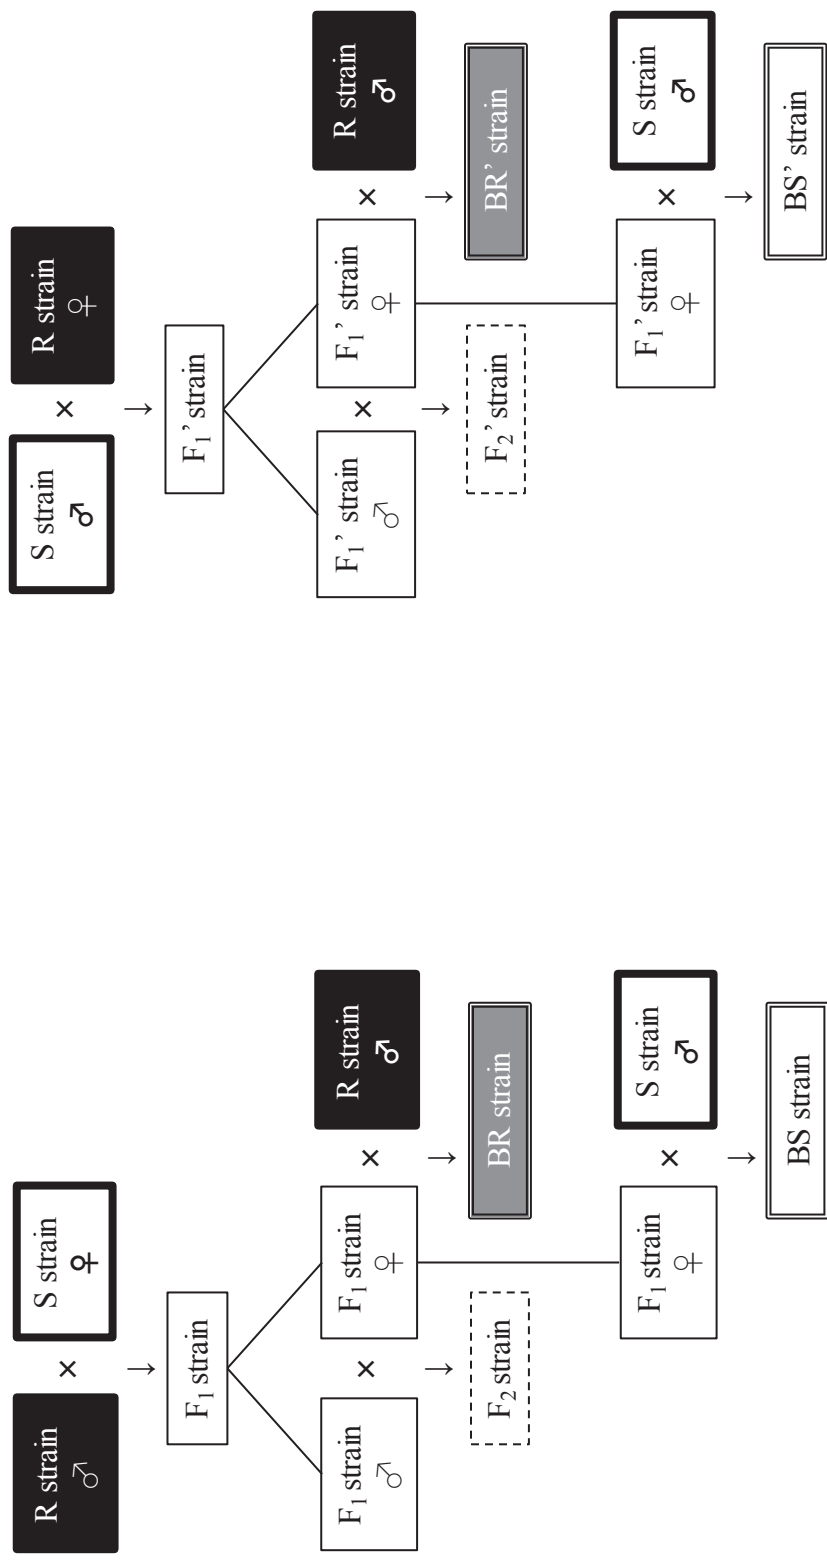 R strain
♂
×
S strain
♀
→
F₁ strain
F₁ strain
♂
×
F₁ strain
♀
×
R strain
♂
→
→
F₂ strain
BR strain
F₁ strain
♀
×
S strain
♂
→
BS strain
S strain
♂
×
R strain
♀
→
F₁’ strain
F₁’ strain
♂
×
F₁’ strain
♀
×
R strain
♂
→
→
F₂’ strain
BR’ strain
F₁’ strain
♀
×
S strain
♂
→
BS’ strain